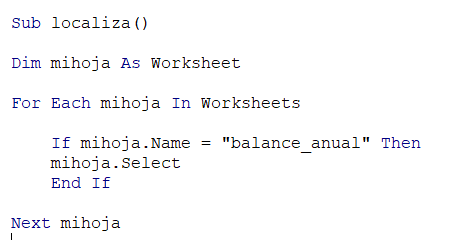 Sub localiza()
Dim mihoja As Worksheet
For Each mihoja In Worksheets
If mihoja.Name = "balance_anual" Then
mihoja.Select
End If
Next mihoja